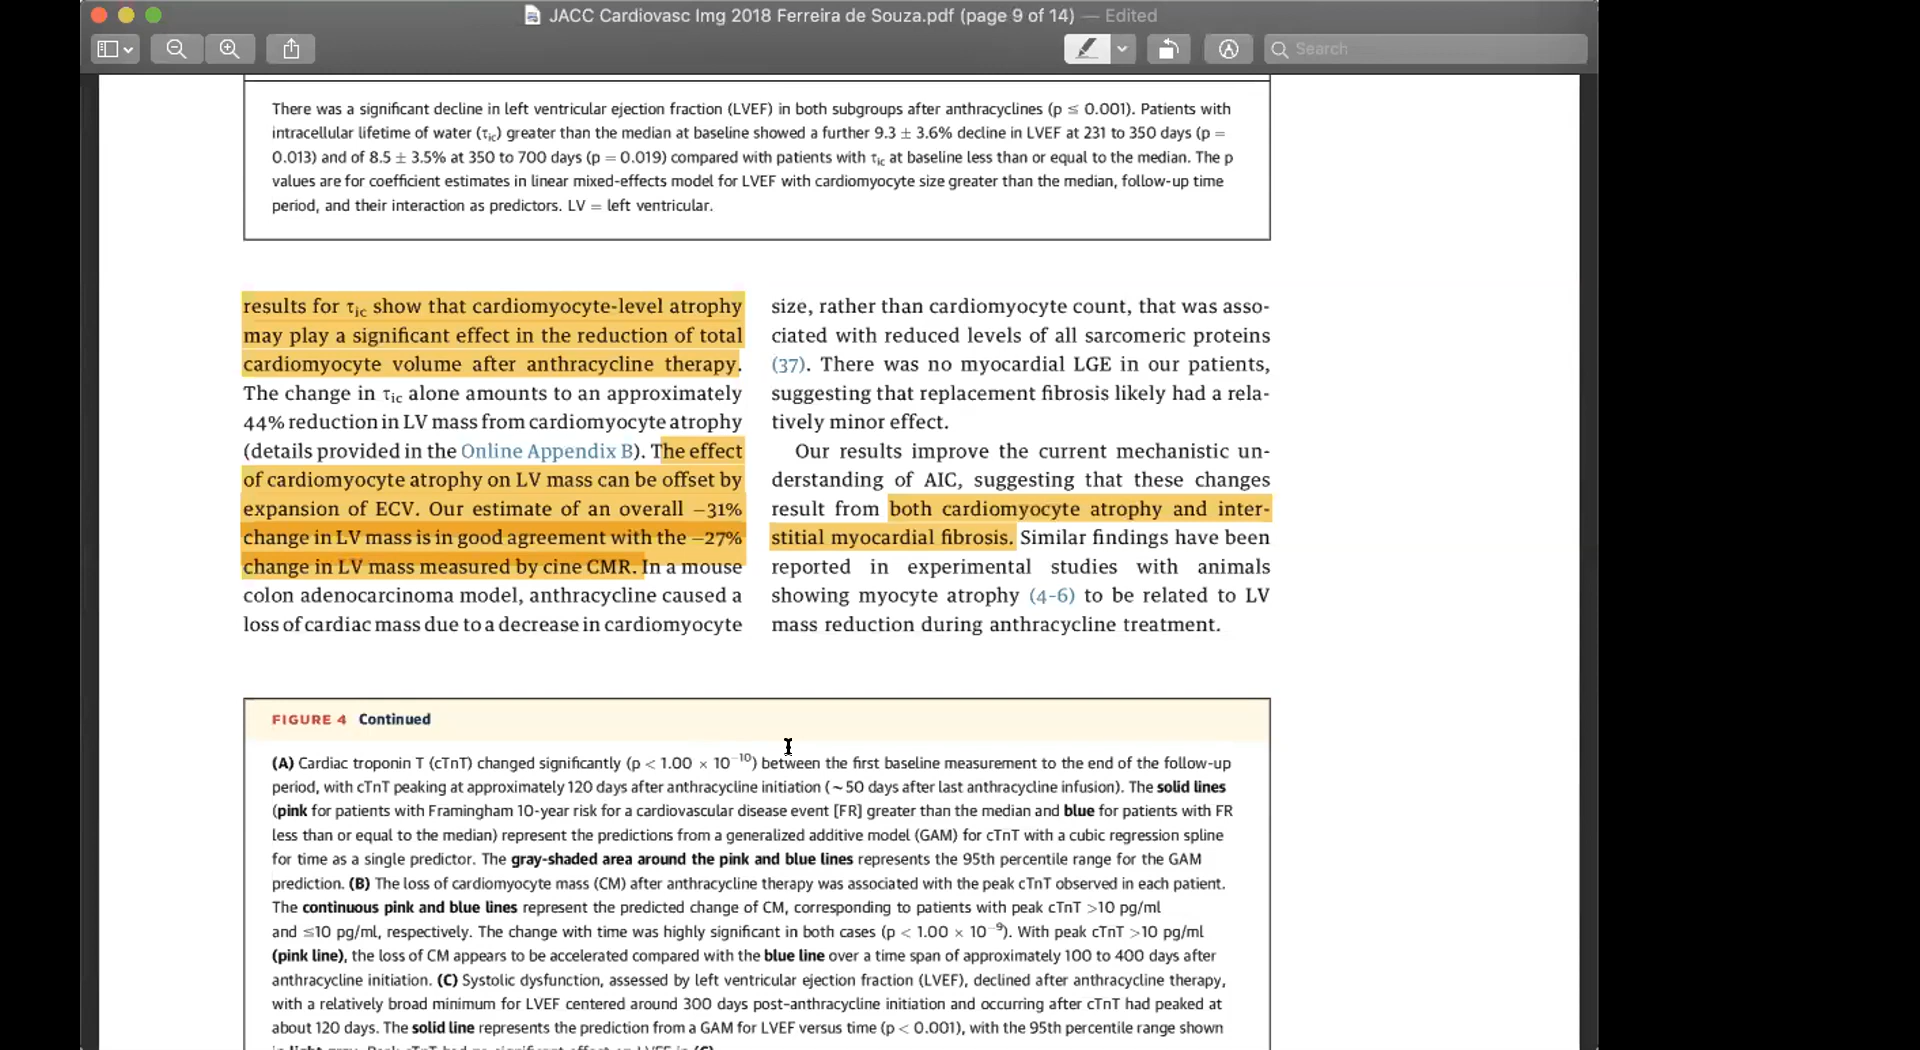 JACC Cardiovasc Img 2018 Ferreira de Souza.pdf (page 9 of 14) — Edited
Search
There was a significant decline in left ventricular ejection fraction (LVEF) in both subgroups after anthracyclines (p ≤ 0.001). Patients with
intracellular lifetime of water (τic) greater than the median at baseline showed a further 9.3 ± 3.6% decline in LVEF at 231 to 350 days (p =
0.013) and of 8.5 ± 3.5% at 350 to 700 days (p = 0.019) compared with patients with τic at baseline less than or equal to the median. The p
values are for coefficient estimates in linear mixed-effects model for LVEF with cardiomyocyte size greater than the median, follow-up time
period, and their interaction as predictors. LV = left ventricular.
results for τic show that cardiomyocyte-level atrophy
may play a significant effect in the reduction of total
cardiomyocyte volume after anthracycline therapy.
The change in τic alone amounts to an approximately
44% reduction in LV mass from cardiomyocyte atrophy
(details provided in the Online Appendix B). The effect
of cardiomyocyte atrophy on LV mass can be offset by
expansion of ECV. Our estimate of an overall −31%
change in LV mass is in good agreement with the −27%
change in LV mass measured by cine CMR. In a mouse
colon adenocarcinoma model, anthracycline caused a
loss of cardiac mass due to a decrease in cardiomyocyte
size, rather than cardiomyocyte count, that was asso-
ciated with reduced levels of all sarcomeric proteins
(37). There was no myocardial LGE in our patients,
suggesting that replacement fibrosis likely had a rela-
tively minor effect.
Our results improve the current mechanistic un-
derstanding of AIC, suggesting that these changes
result from both cardiomyocyte atrophy and inter-
stitial myocardial fibrosis. Similar findings have been
reported in experimental studies with animals
showing myocyte atrophy (4-6) to be related to LV
mass reduction during anthracycline treatment.
FIGURE 4 Continued
(A) Cardiac troponin T (cTnT) changed significantly (p < 1.00 × 10⁻¹⁰) between the first baseline measurement to the end of the follow-up
period, with cTnT peaking at approximately 120 days after anthracycline initiation (~50 days after last anthracycline infusion). The solid lines
(pink for patients with Framingham 10-year risk for a cardiovascular disease event [FR] greater than the median and blue for patients with FR
less than or equal to the median) represent the predictions from a generalized additive model (GAM) for cTnT with a cubic regression spline
for time as a single predictor. The gray-shaded area around the pink and blue lines represents the 95th percentile range for the GAM
prediction. (B) The loss of cardiomyocyte mass (CM) after anthracycline therapy was associated with the peak cTnT observed in each patient.
The continuous pink and blue lines represent the predicted change of CM, corresponding to patients with peak cTnT >10 pg/ml
and ≤10 pg/ml, respectively. The change with time was highly significant in both cases (p < 1.00 × 10⁻⁹). With peak cTnT >10 pg/ml
(pink line), the loss of CM appears to be accelerated compared with the blue line over a time span of approximately 100 to 400 days after
anthracycline initiation. (C) Systolic dysfunction, assessed by left ventricular ejection fraction (LVEF), declined after anthracycline therapy,
with a relatively broad minimum for LVEF centered around 300 days post-anthracycline initiation and occurring after cTnT had peaked at
about 120 days. The solid line represents the prediction from a GAM for LVEF versus time (p < 0.001), with the 95th percentile range shown